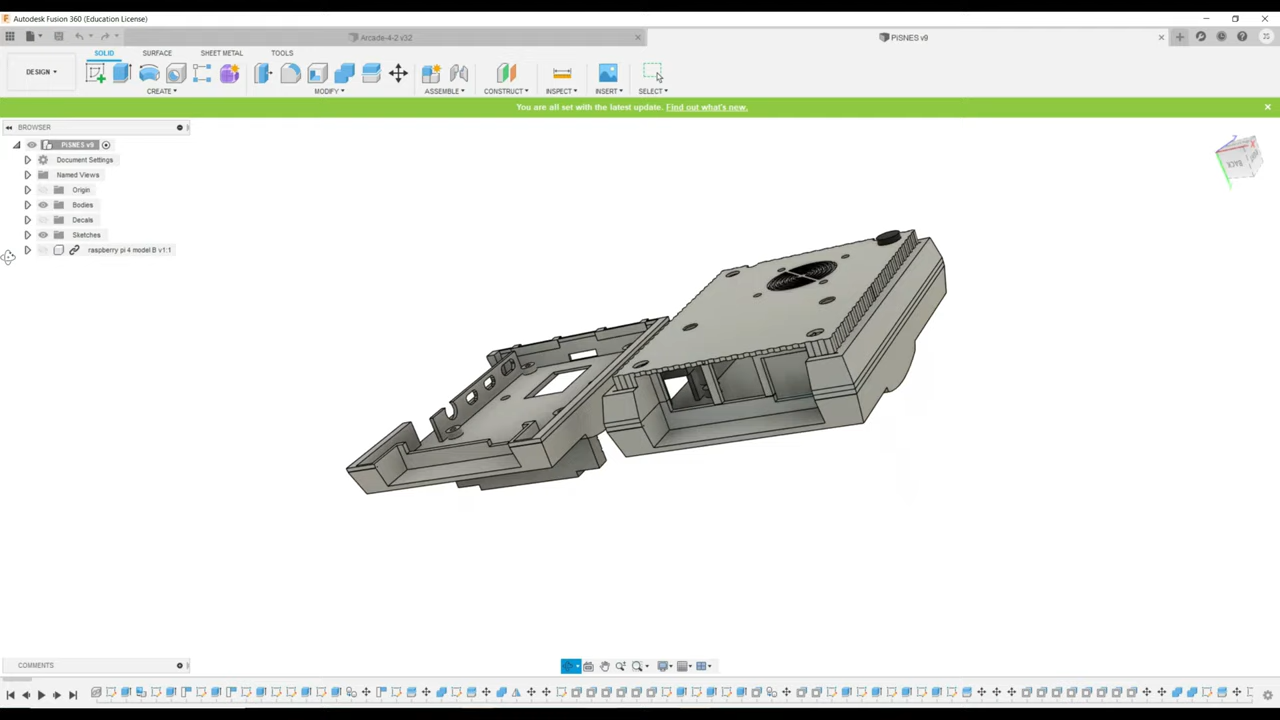 Autodesk Fusion 360 (Education License)
Arcade-4-2 v32
PiSNES v9
SOLID SURFACE SHEET METAL TOOLS
DESIGN
CREATE MODIFY ASSEMBLE CONSTRUCT INSPECT INSERT SELECT
You are all set with the latest update. Find out what's new.
BROWSER
PiSNES v9
Document Settings
Named Views
Origin
Bodies
Decals
Sketches
raspberry pi 4 model B v1:1
BACK
COMMENTS